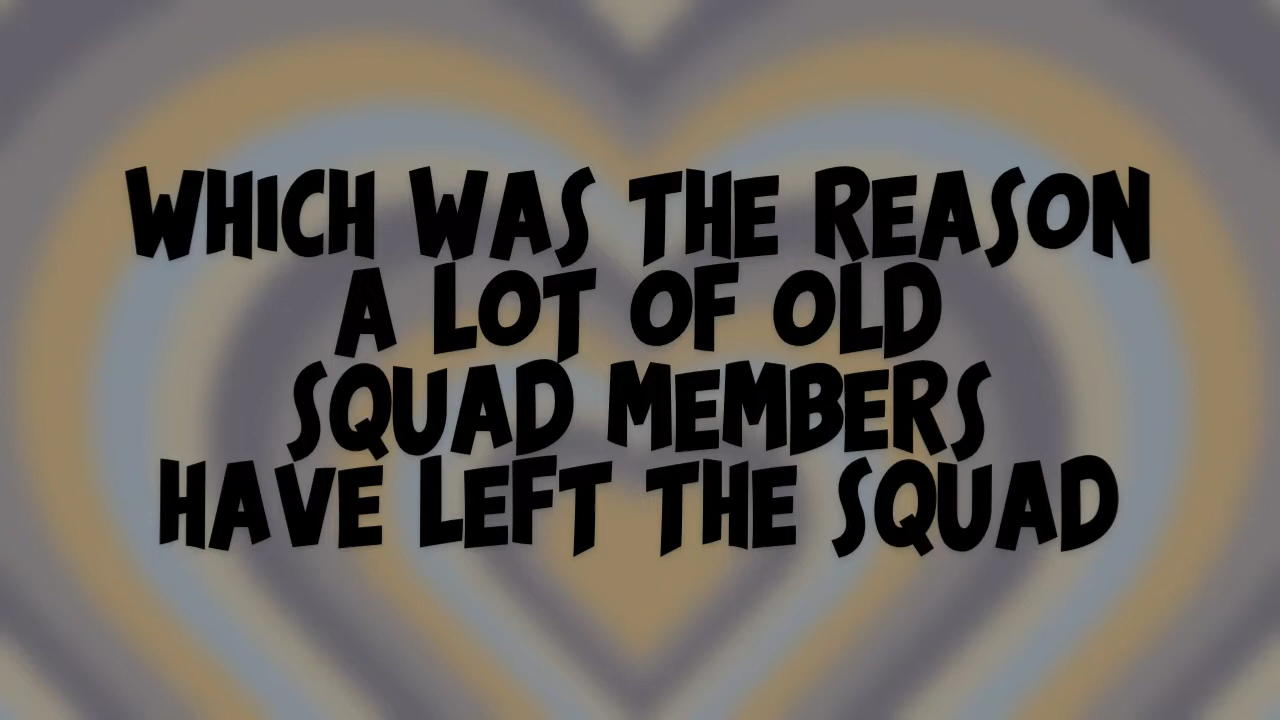 WHICH WAS THE REASON
A LOT OF OLD
SQUAD MEMBERS
HAVE LEFT THE SQUAD